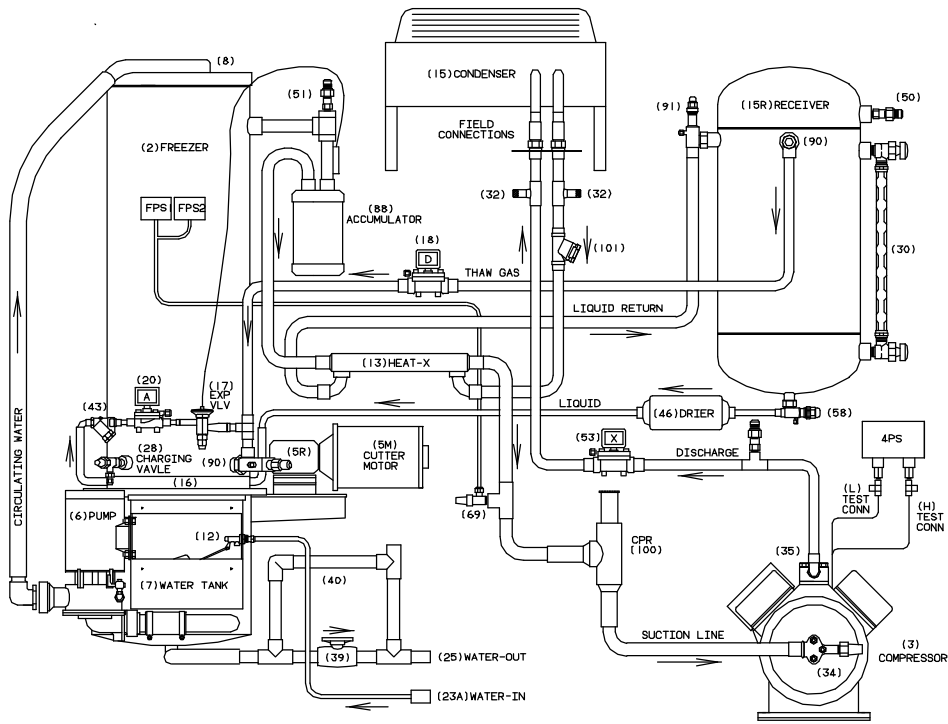 (8)
(51)
(15)CONDENSER
(91)
(15R)RECEIVER
(50)
FIELD
CONNECTIONS
(2)FREEZER
(90)
FPS1
FPS2
(88)
ACCUMULATOR
(32)
(32)
(18)
D
(101)
(30)
THAW GAS
LIQUID RETURN
(13)HEAT-X
(20)
A
(17)
EXP
VLV
(43)
LIQUID
(46)DRIER
(58)
(53)
X
4PS
(28)
CHARGING
VAVLE
(90)
(5R)
(5M)
CUTTER
MOTOR
DISCHARGE
(16)
CIRCULATING WATER
(L)
TEST
CONN
(H)
TEST
CONN
(6)PUMP
(69)
(12)
CPR
(100)
(35)
(7)WATER TANK
(40)
SUCTION LINE
(3)
COMPRESSOR
(34)
(39)
(25)WATER-OUT
(23A)WATER-IN